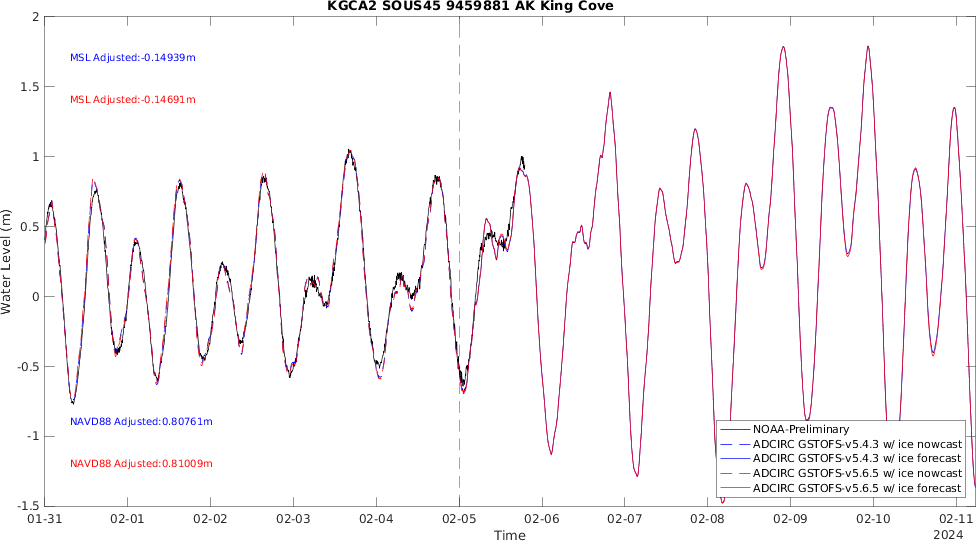 KGCA2 SOUS45 9459881 AK King Cove
2
1.5
1
0.5
0
-0.5
-1
-1.5
Water Level (m)
MSL Adjusted:-0.14939m
MSL Adjusted:-0.14691m
NAVD88 Adjusted:0.80761m
NAVD88 Adjusted:0.81009m
NOAA-Preliminary
ADCIRC GSTOFS-v5.4.3 w/ ice nowcast
ADCIRC GSTOFS-v5.4.3 w/ ice forecast
ADCIRC GSTOFS-v5.6.5 w/ ice nowcast
ADCIRC GSTOFS-v5.6.5 w/ ice forecast
01-31 02-01 02-02 02-03 02-04 02-05 02-06 02-07 02-08 02-09 02-10 02-11
Time
2024